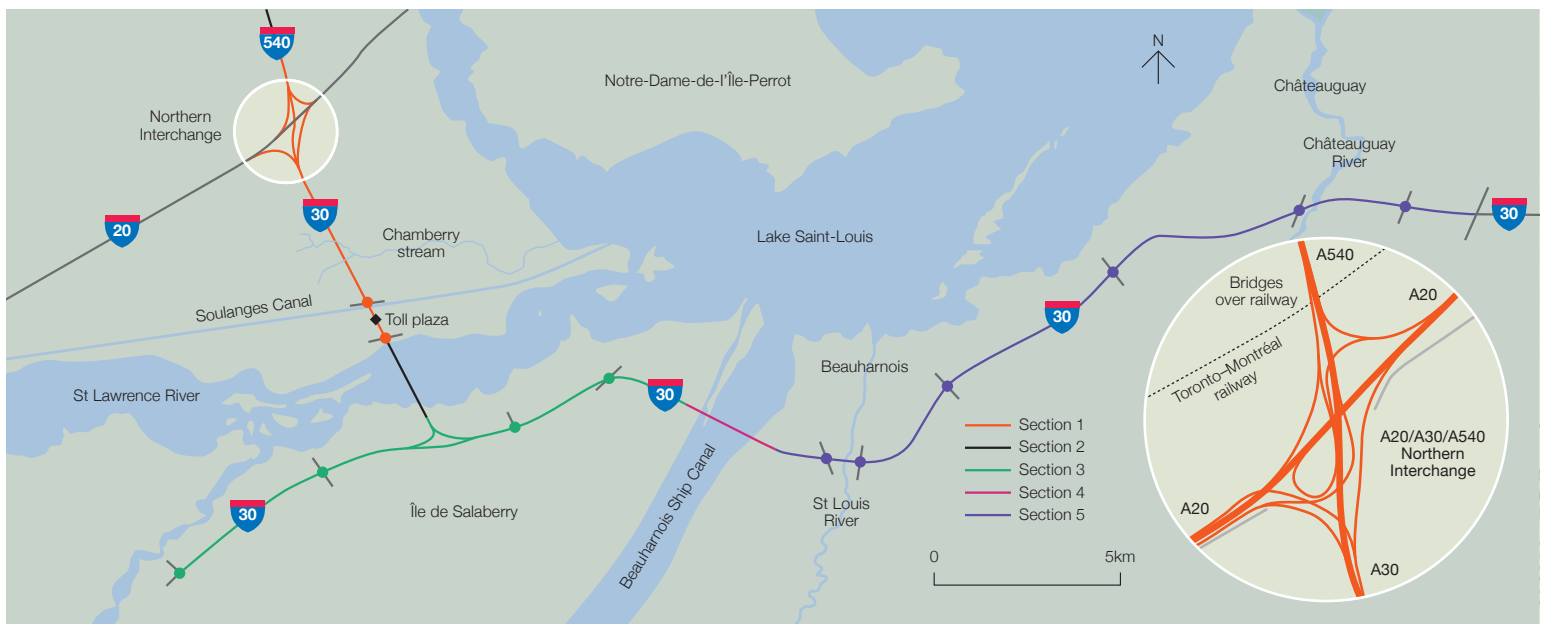 540
Northern
Interchange
20
30
Chamberry
stream
Soulanges Canal
Toll plaza
St Lawrence River
30
Île de Salaberry
Notre-Dame-de-l'Île-Perrot
Lake Saint-Louis
30
Beauharnois Ship Canal
Beauharnois
St Louis
River
30
N
Châteauguay
Châteauguay
River
30
Section 1
Section 2
Section 3
Section 4
Section 5
0
5km
A540
Bridges
over railway
A20
Toronto–Montréal
railway
A20/A30/A540
Northern
Interchange
A20
A30